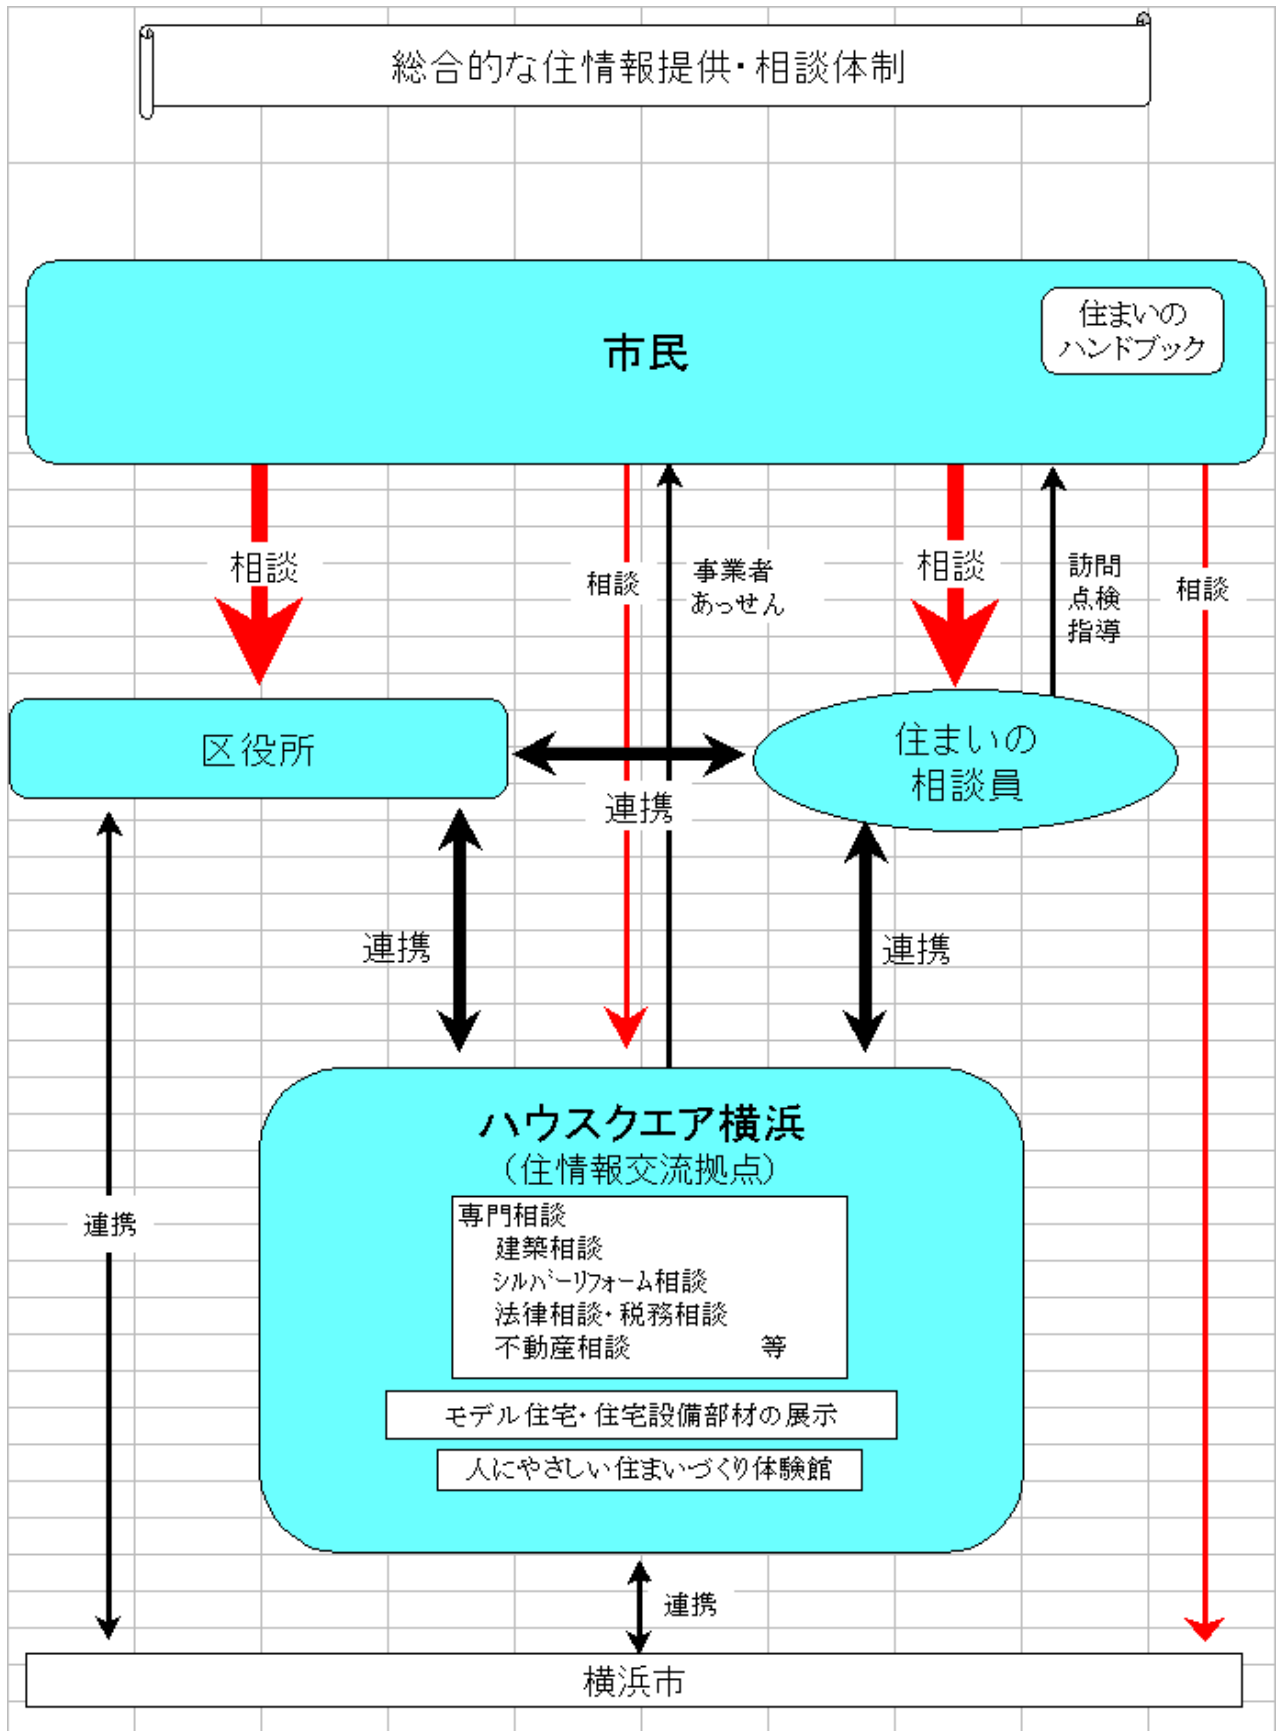 総合的な住情報提供・相談体制
市民
住まいの
ハンドブック
相談
相談
事業者
あっせん
相談
訪問
点検
指導
相談
区役所
住まいの
相談員
連携
連携
連携
ハウスクエア横浜
（住情報交流拠点）
専門相談
建築相談
シルバーリフォーム相談
法律相談・税務相談
不動産相談　　　等
連携
モデル住宅・住宅設備部材の展示
人にやさしい住まいづくり体験館
連携
横浜市